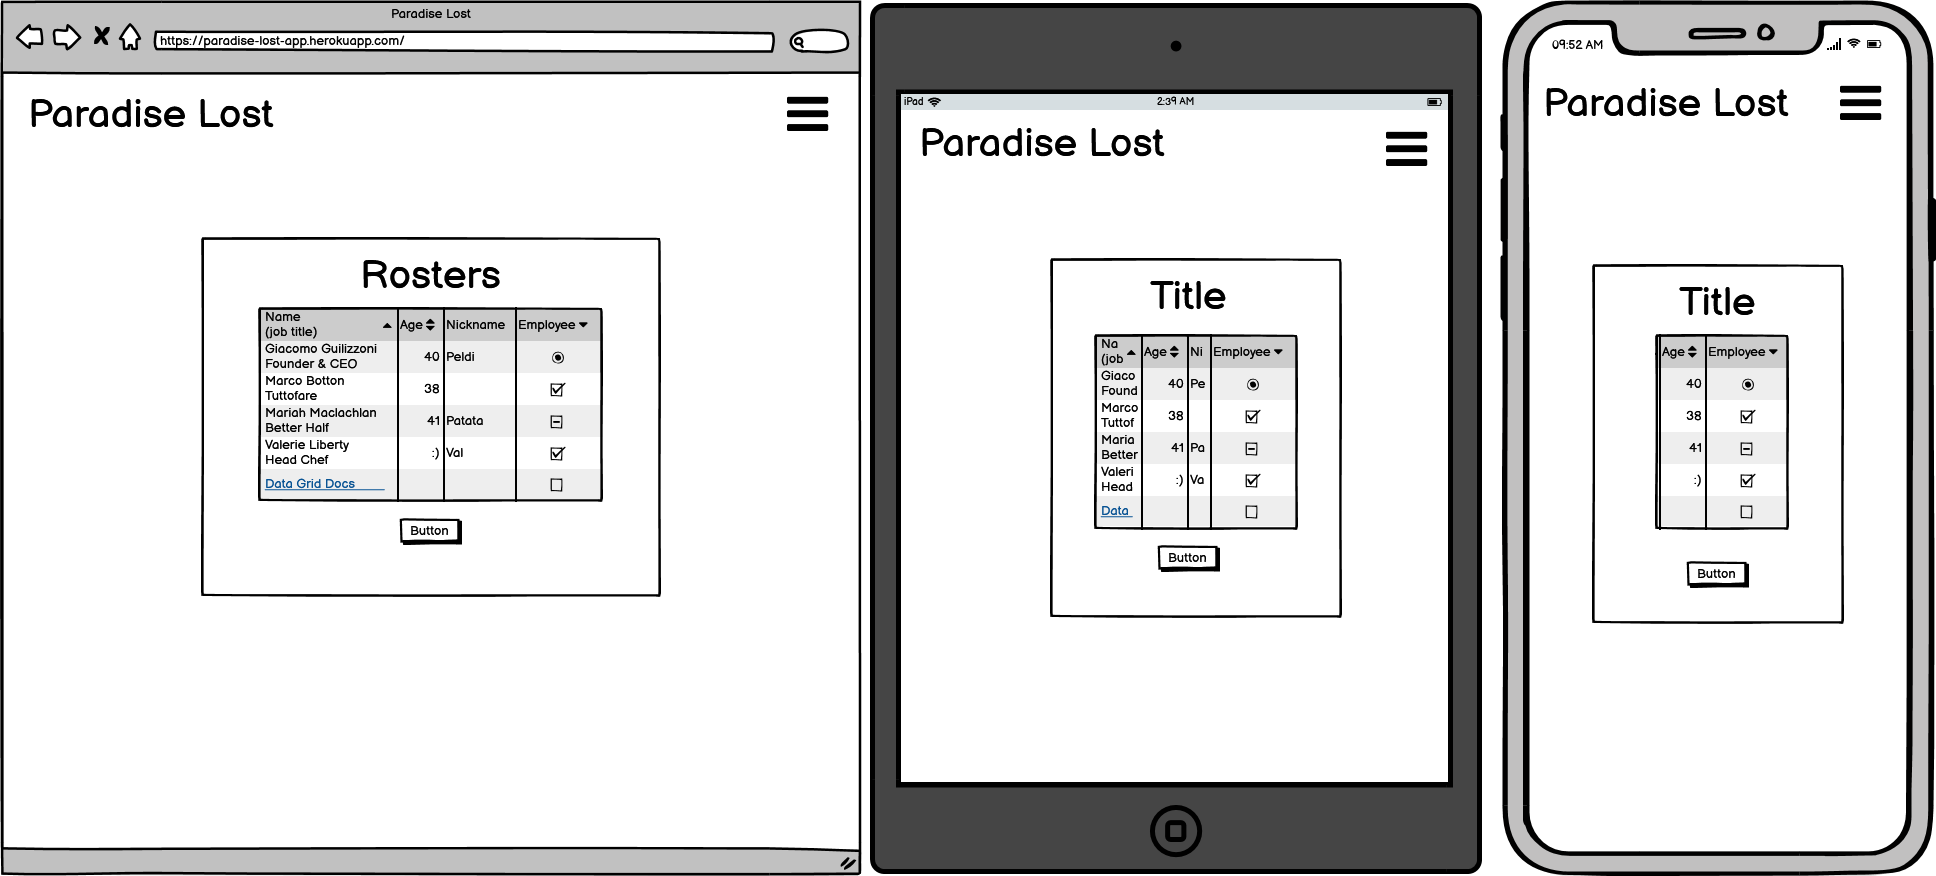 Paradise Lost
https://paradise-lost-app.herokuapp.com/
Paradise Lost
Rosters
Name
(job title) Age Nickname Employee
Giacomo Guilizzoni
Founder & CEO 40 Peldi
Marco Botton
Tuttofare 38
Mariah Maclachlan
Better Half 41 Patata
Valerie Liberty
Head Chef :) Val
Data Grid Docs
Button
iPad 2:39 AM
Paradise Lost
Title
Na
(job Age Ni Employee
Giaco
Found 40 Pe
Marco
Tuttof 38
Maria
Better 41 Pa
Valeri
Head :) Va
Data
Button
09:52 AM
Paradise Lost
Title
Age Employee
40
38
41
:)
Button